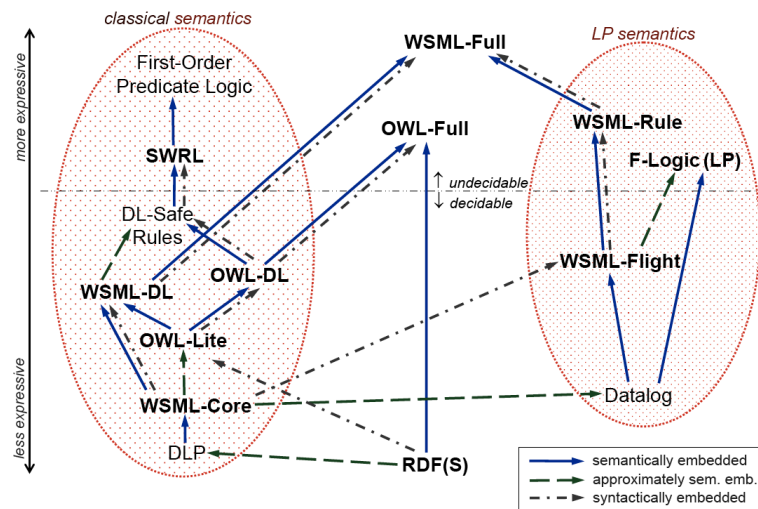 classical semantics
LP semantics
more expressive
less expressive
WSML-Full
First-Order
Predicate Logic
OWL-Full
WSML-Rule
SWRL
F-Logic (LP)
undecidable
decidable
DL-Safe
Rules
WSML-DL
OWL-DL
WSML-Flight
OWL-Lite
WSML-Core
Datalog
DLP
RDF(S)
semantically embedded
approximately sem. emb.
syntactically embedded